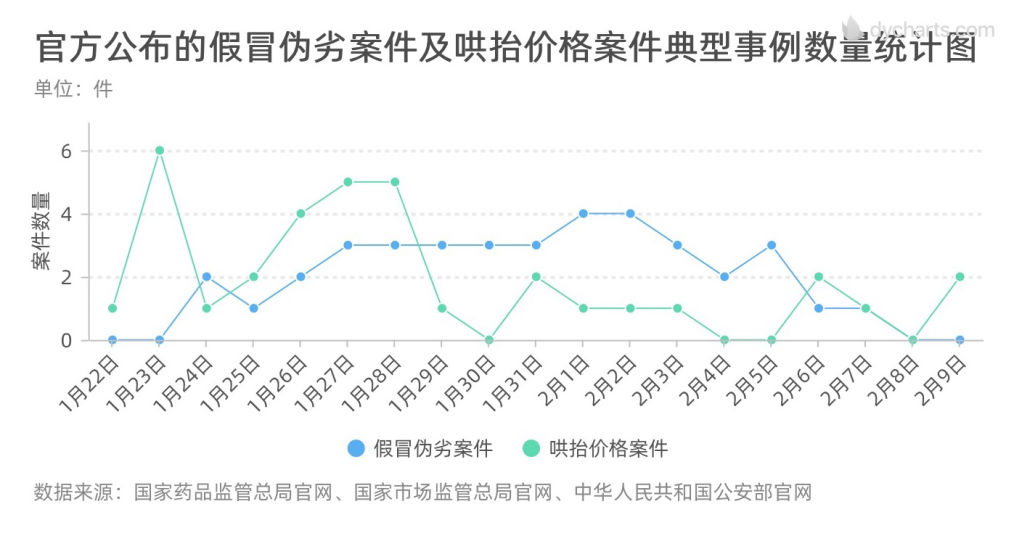 dycharts.com
官方公布的假冒伪劣案件及哄抬价格案件典型事例数量统计图
单位：件
案件数量
6
4
2
0
1月22日
1月23日
1月24日
1月25日
1月26日
1月27日
1月28日
1月29日
1月30日
1月31日
2月1日
2月2日
2月3日
2月4日
2月5日
2月6日
2月7日
2月8日
2月9日
假冒伪劣案件
哄抬价格案件
数据来源：国家药品监管总局官网、国家市场监管总局官网、中华人民共和国公安部官网